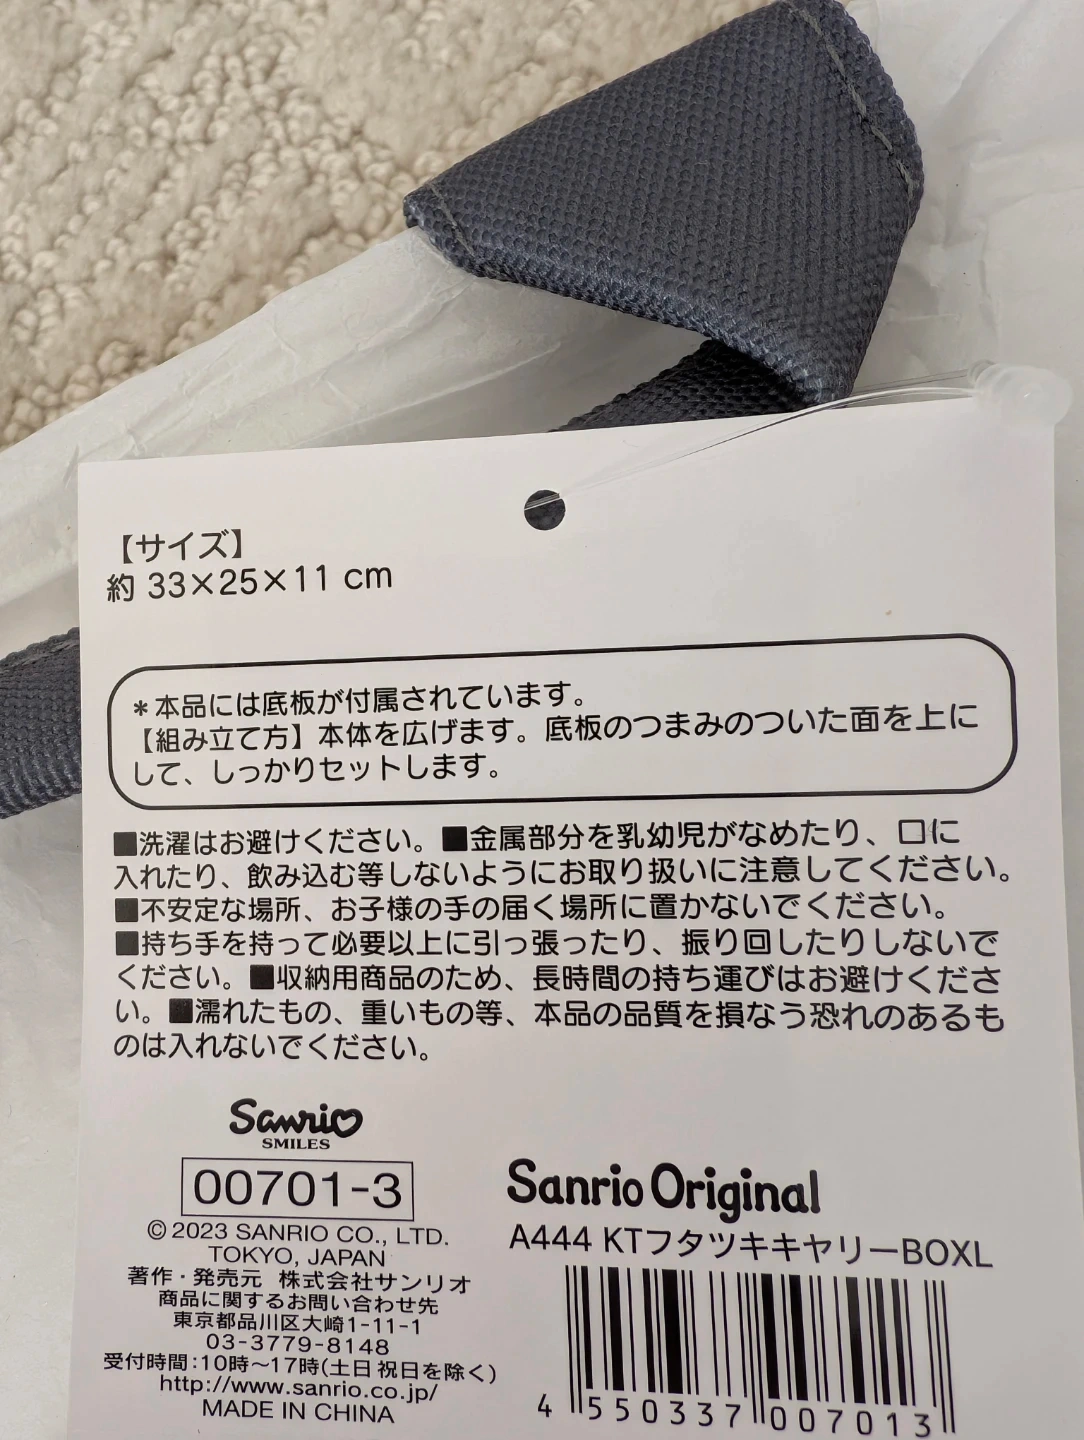 【サイズ】
約 33×25×11 cm
＊本品には底板が付属されています。
【組み立て方】本体を広げます。底板のつまみのついた面を上に
して、しっかりセットします。
■洗濯はお避けください。■金属部分を乳幼児がなめたり、口に
入れたり、飲み込む等しないようにお取り扱いに注意してください。
■不安定な場所、お子様の手の届く場所に置かないでください。
■持ち手を持って必要以上に引っ張ったり、振り回したりしないで
ください。■収納用商品のため、長時間の持ち運びはお避けくださ
い。■濡れたもの、重いもの等、本品の品質を損なう恐れのあるも
のは入れないでください。
Sanrio
SMILES
00701-3
© 2023 SANRIO CO., LTD.
TOKYO, JAPAN
著作・発売元 株式会社サンリオ
商品に関するお問い合わせ先
東京都品川区大崎1-11-1
03-3779-8148
受付時間:10時～17時(土日祝日を除く)
http://www.sanrio.co.jp/
MADE IN CHINA
Sanrio Original
A444 KTフタツキキャリーBOXL
4 550337 007013